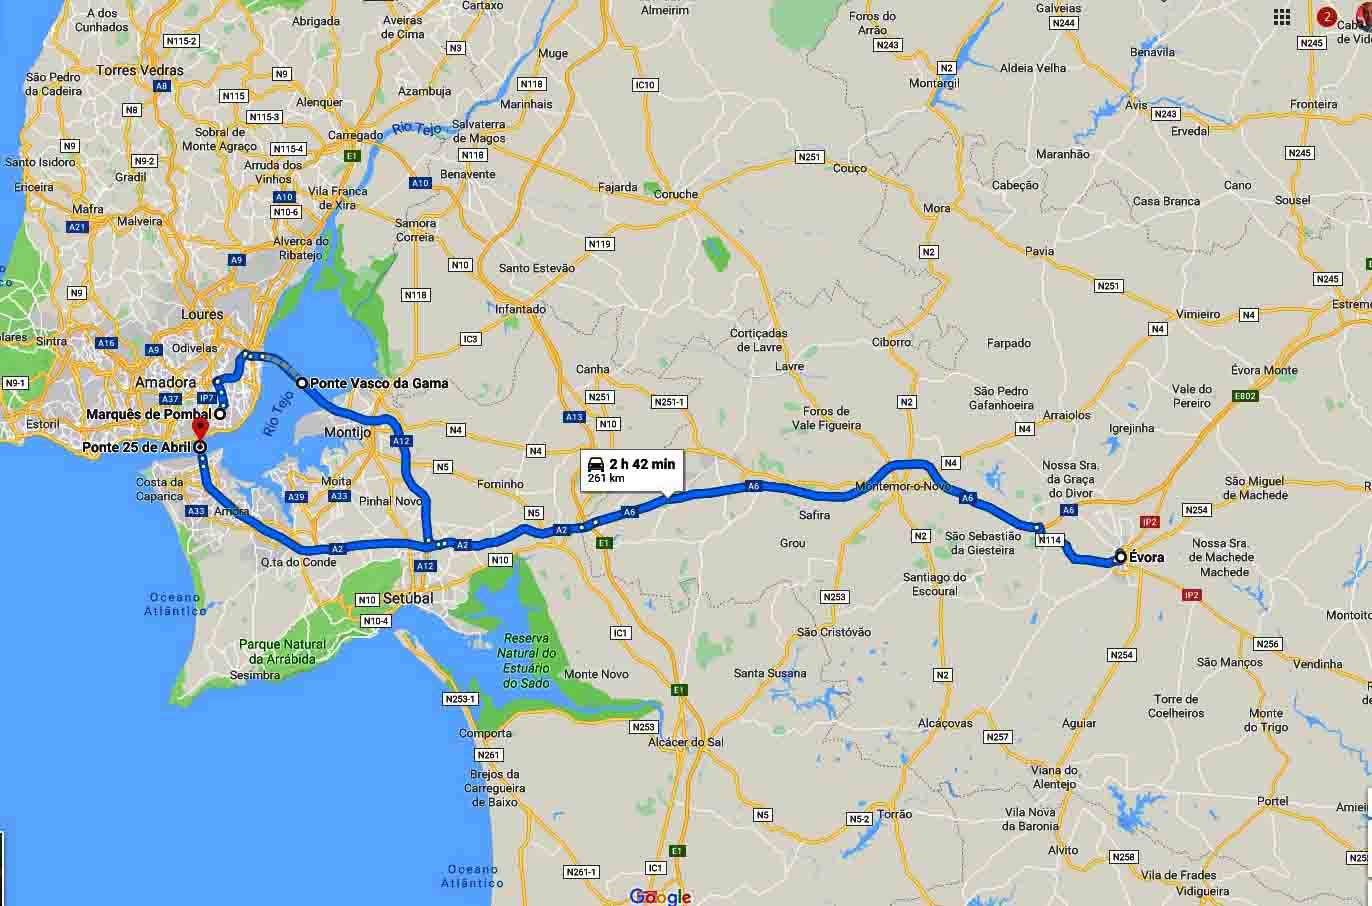 A dos
Cunhados
Abrigada
Aveiras
de Cima
Cartaxo
Almeirim
Foros do
Arrão
Galveias
N244
2
N115-2
N3
N243
N245
Torres Vedras
Muge
Benavila
São Pedro
da Cadeira
A8
N9
N118
IC10
N2
Montargil
Aldeia Velha
N115
Alenquer
Azambuja
Marinhais
Avis
N243
Fronteira
N8
N115-3
Rio Tejo
Salvaterra
de Magos
Ervedal
Sobral de
Monte Agraço
Carregado
N9
N9-2
N115-4
E1
N118
N251
Maranhão
N245
Santo Isidoro
Gradil
Arruda dos
Vinhos
Benavente
Couço
Ericeira
A10
A10
Vila Franca
de Xira
Fajarda
Coruche
Cabeção
Cano
Mafra
N10-6
Casa Branca
Sousel
A21
Malveira
Samora
Correia
Mora
Alverca do
Ribatejo
N119
N2
Pavia
A9
N10
Santo Estevão
N245
N9
N118
N251
Loures
Infantado
Vimieiro
N4
Sintra
A16
A9
Odivelas
IC3
Cortiçadas
de Lavre
Ciborro
N4
Farpado
N9-1
Amadora
Ponte Vasco da Gama
Canha
Lavre
Évora Monte
A37
IP7
N251
N251-1
São Pedro
Gafanhoeira
Vale do
Pereiro
E802
Estoril
Marquês de Pombal
Rio Tejo
A13
N10
N2
Foros de
Vale Figueira
Arraiolos
Igrejinha
Ponte 25 de Abril
Montijo
A12
N4
N4
N4
N4
2 h 42 min
261 km
Costa da
Caparica
Moita
N5
Forninho
Nossa Sra.
da Graça
do Divor
São Miguel
de Machede
A39
A33
Pinhal Novo
A6
Montemor-o-Novo
A6
A33
Amora
N5
A6
Safira
A6
IP2
N254
A2
A2
A2
E1
Grou
N2
São Sebastião
da Giesteira
N114
Évora
Nossa Sra.
de Machede
Machede
Q.ta do Conde
A12
N10
Santiago do
Escoural
IP2
Oceano
Atlântico
N10
Setúbal
N253
N10-4
IC1
São Cristóvão
Parque Natural
da Arrábida
Reserva
Natural do
Estuário
do Sado
N254
N256
Sesimbra
Monte Novo
Santa Susana
N2
São Manços
Vendinha
N253-1
E1
Torre de
Coelheiros
Monte
do Trigo
Comporta
N253
Alcácer do Sal
Alcáçovas
N257
Aguiar
N261
Brejos da
Carregueira
de Baixo
Viana do
Alentejo
N5
N5-2
Torrão
Vila Nova
da Baronia
Portel
Alvito
N258
Oceano
Atlântico
E1
N261-1
IC1
Vila de Frades
Vidigueira
Google